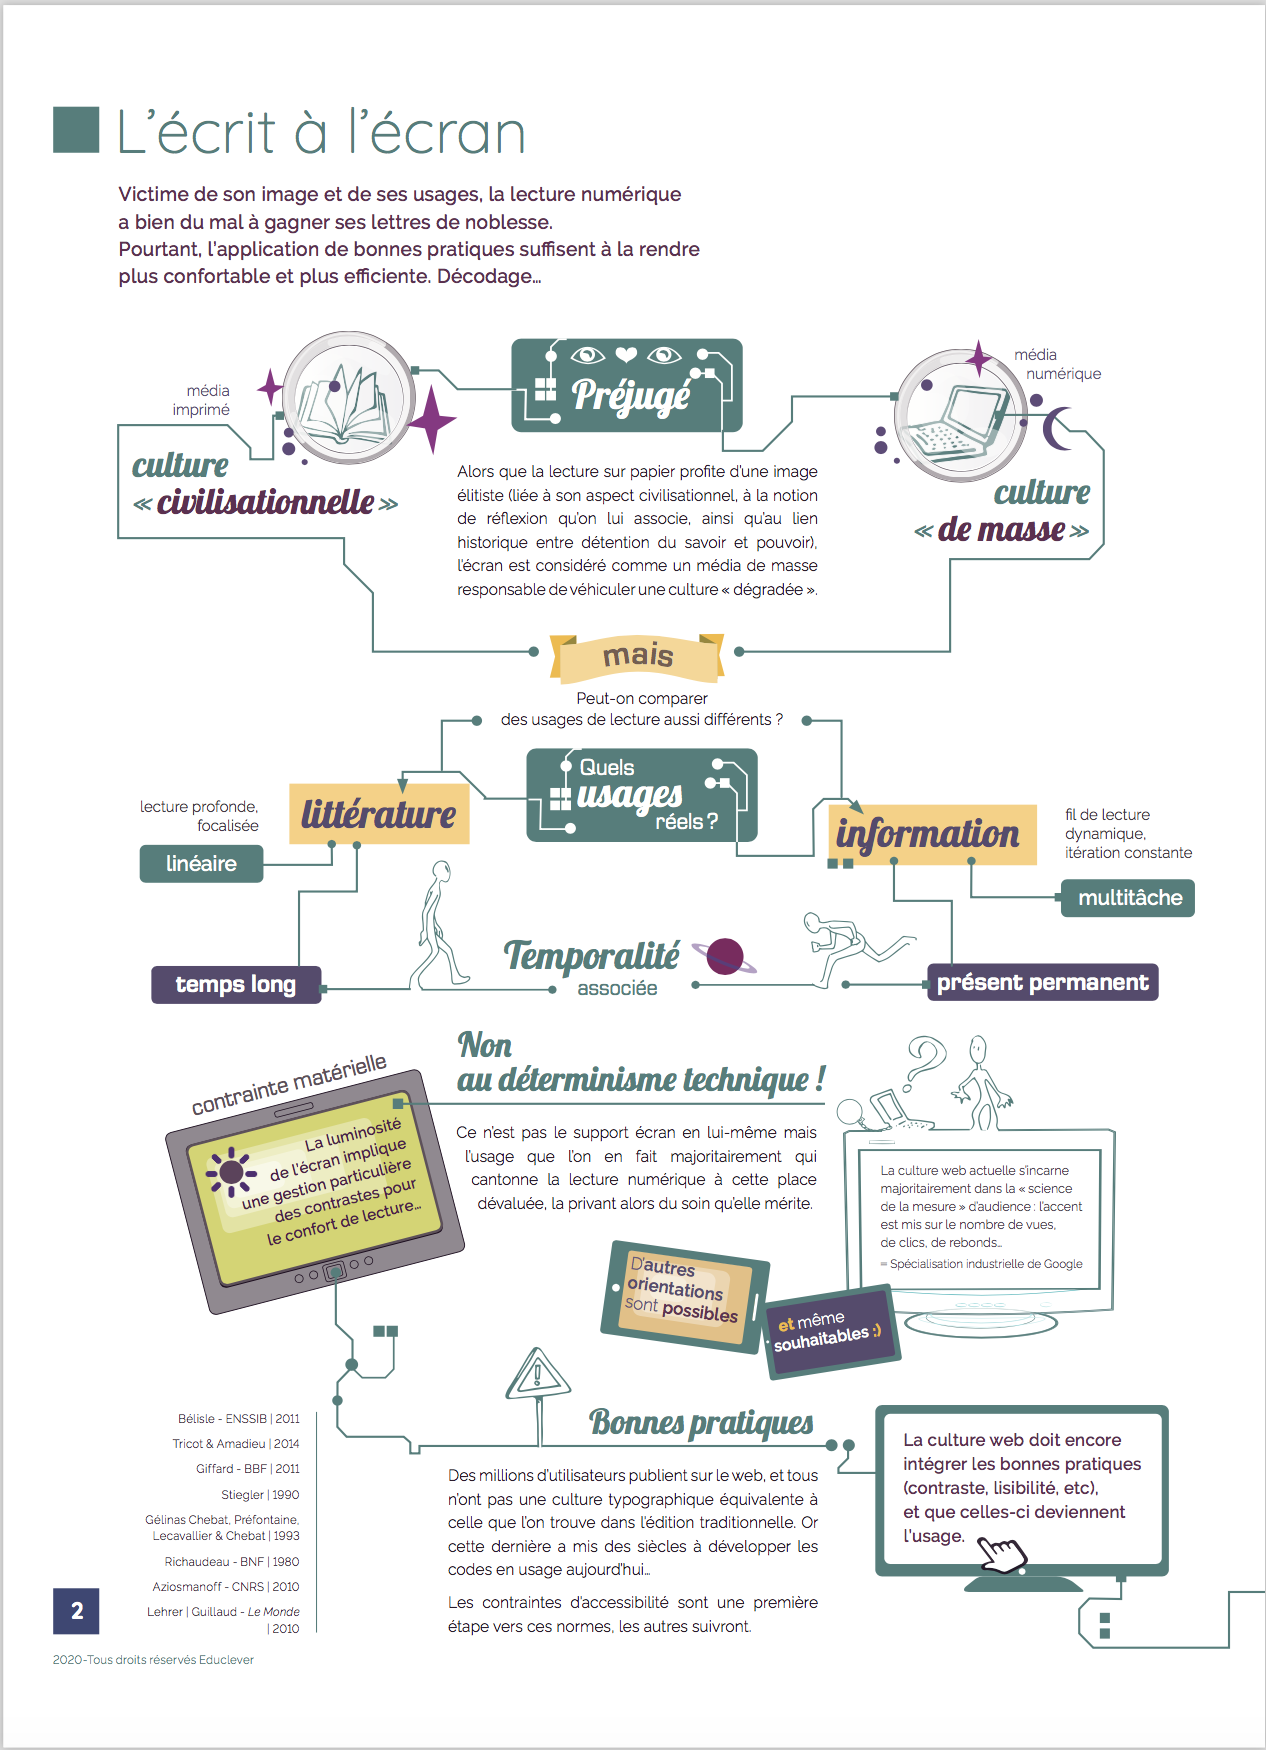 L'écrit à l'écran
Victime de son image et de ses usages, la lecture numérique
a bien du mal à gagner ses lettres de noblesse.
Pourtant, l'application de bonnes pratiques suffisent à la rendre
plus confortable et plus efficiente. Décodage...
média
imprimé
culture
« civilisationnelle »
Préjugé
média
numérique
culture
« de masse »
Alors que la lecture sur papier profite d'une image
élitiste (liée à son aspect civilisationnel, à la notion
de réflexion qu'on lui associe, ainsi qu'au lien
historique entre détention du savoir et pouvoir),
l'écran est considéré comme un média de masse
responsable de véhiculer une culture « dégradée ».
mais
Peut-on comparer
des usages de lecture aussi différents ?
Quels
usages
réels ?
lecture profonde,
focalisée
littérature
linéaire
information
fil de lecture
dynamique,
itération constante
multitâche
temps long
Temporalité
associée
présent permanent
Non
au déterminisme technique !
contrainte matérielle
La luminosité
de l'écran implique
une gestion particulière
des contrastes pour
le confort de lecture...
Ce n'est pas le support écran en lui-même mais
l'usage que l'on en fait majoritairement qui
cantonne la lecture numérique à cette place
dévaluée, la privant alors du soin qu'elle mérite.
?
La culture web actuelle s'incarne
majoritairement dans la « science
de la mesure » d'audience : l'accent
est mis sur le nombre de vues,
de clics, de rebonds...
= Spécialisation industrielle de Google
D'autres
orientations
sont possibles
et même
souhaitables :)
!
Bonnes pratiques
Des millions d'utilisateurs publient sur le web, et tous
n'ont pas une culture typographique équivalente à
celle que l'on trouve dans l'édition traditionnelle. Or
cette dernière a mis des siècles à développer les
codes en usage aujourd'hui...
Les contraintes d'accessibilité sont une première
étape vers ces normes, les autres suivront.
La culture web doit encore
intégrer les bonnes pratiques
(contraste, lisibilité, etc),
et que celles-ci deviennent
l'usage.
Bélisle - ENSSIB | 2011
Tricot & Amadieu | 2014
Giffard - BBF | 2011
Stiegler | 1990
Gélinas Chebat, Préfontaine,
Lecavallier & Chebat | 1993
Richaudeau - BNF | 1980
Aziosmanoff - CNRS | 2010
Lehrer | Guillaud - Le Monde
| 2010
2
2020-Tous droits réservés Educlever